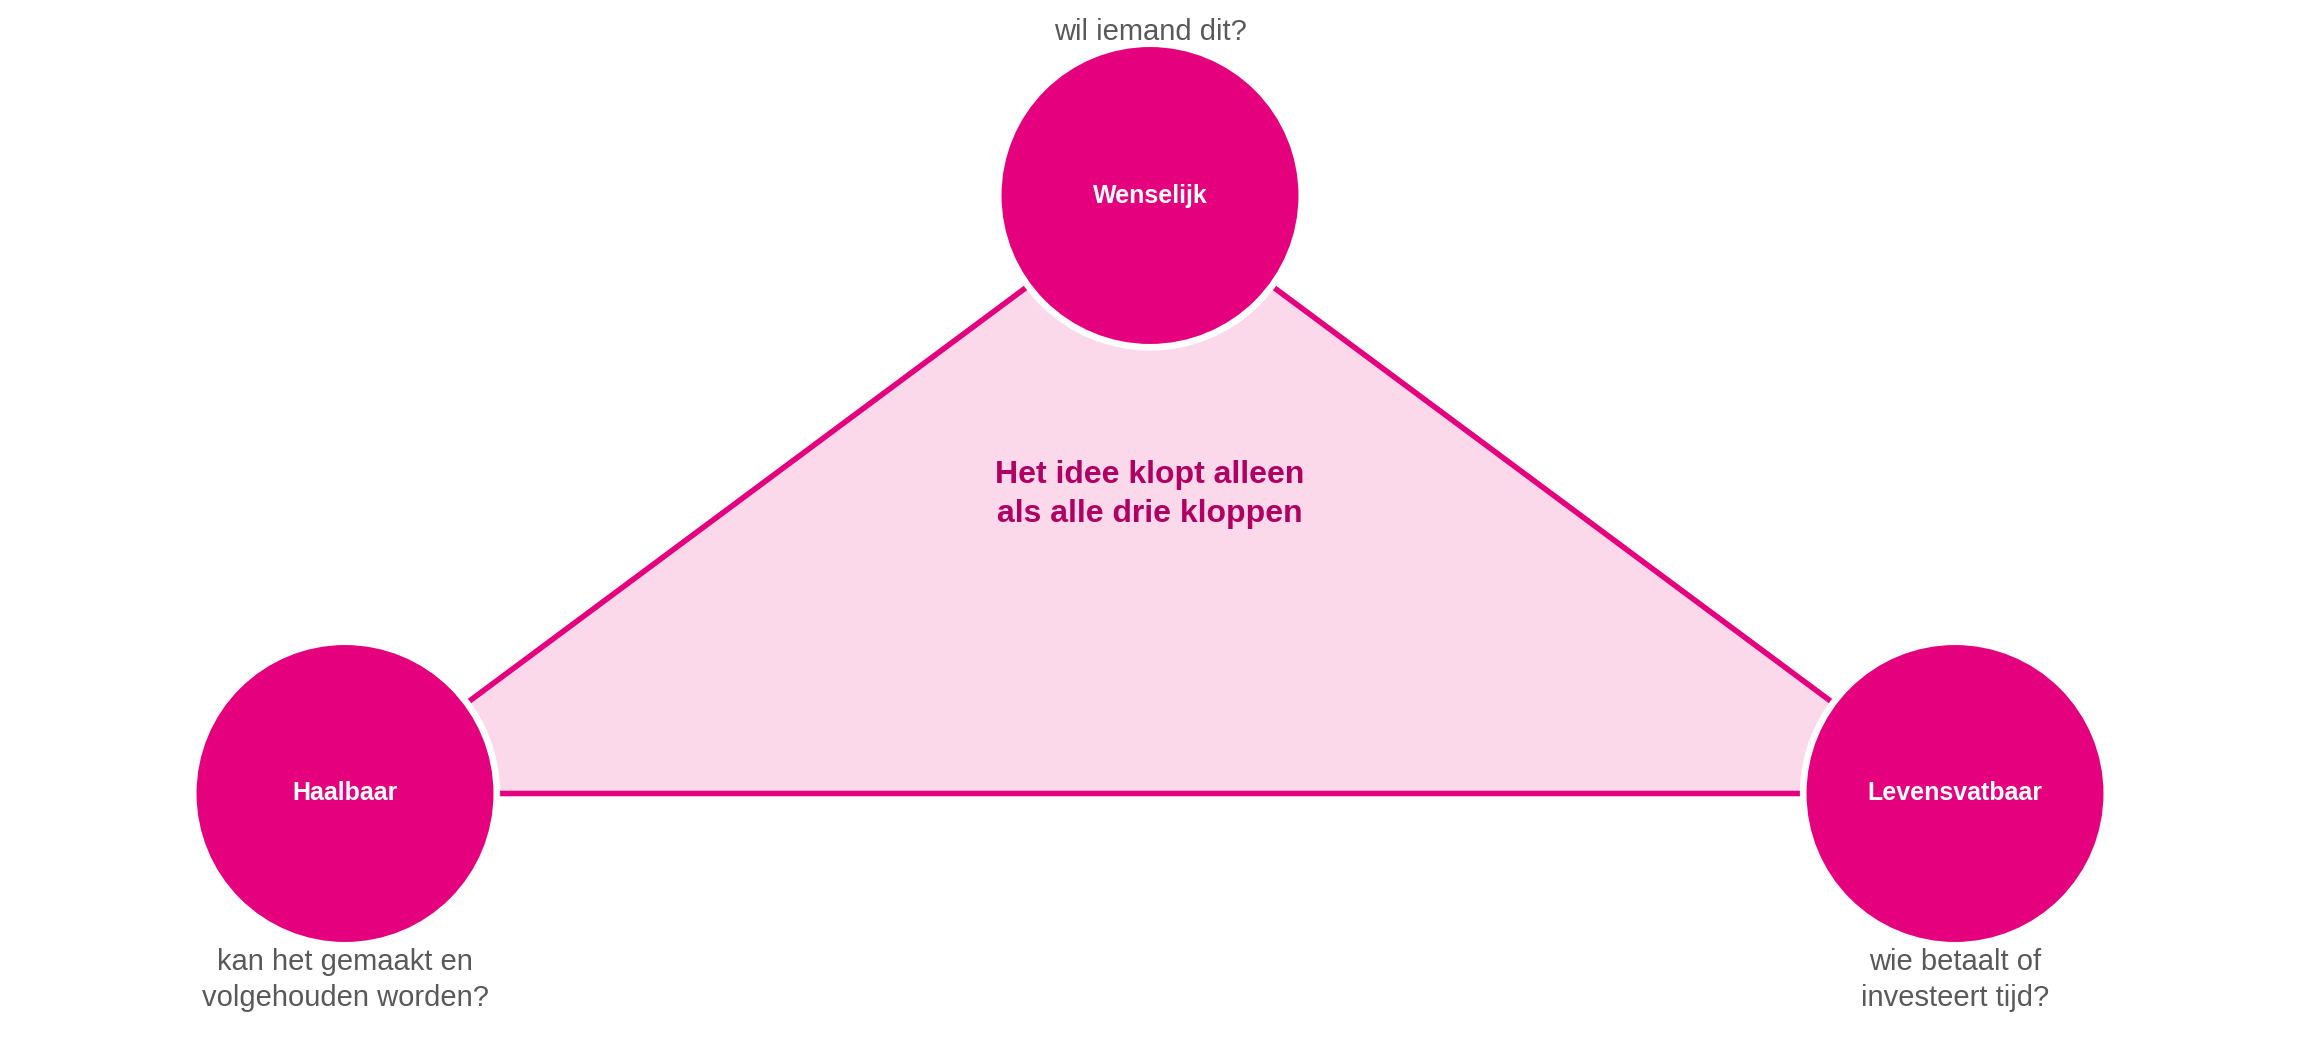 wil iemand dit?
Wenselijk
Het idee klopt alleen
als alle drie kloppen
Haalbaar
Levensvatbaar
kan het gemaakt en
volgehouden worden?
wie betaalt of
investeert tijd?